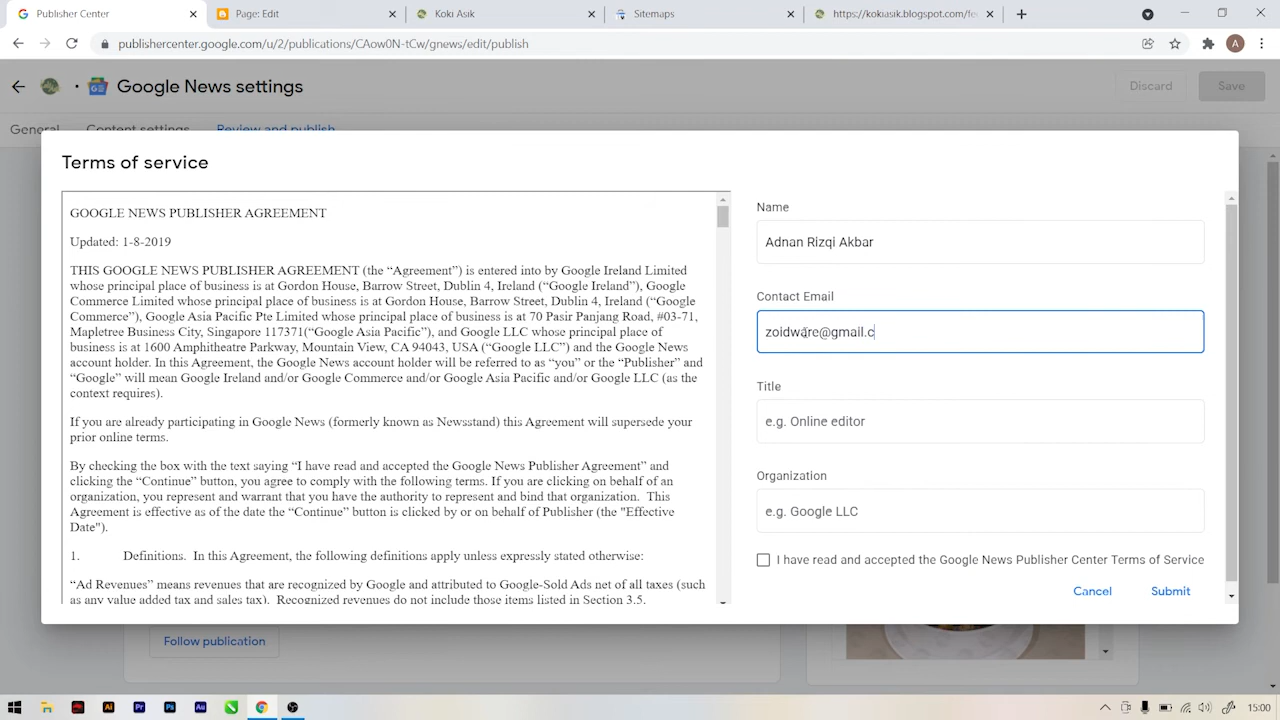 Publisher Center
Page: Edit
Koki Asik
Sitemaps
https://kokiasik.blogspot.com/fe
publishercenter.google.com/u/2/publications/CAow0N-tCw/gnews/edit/publish
A
Google News settings
Discard
Save
General
Content settings
Review and publish
Terms of service
GOOGLE NEWS PUBLISHER AGREEMENT
Updated: 1-8-2019
THIS GOOGLE NEWS PUBLISHER AGREEMENT (the “Agreement”) is entered into by Google Ireland Limited
whose principal place of business is at Gordon House, Barrow Street, Dublin 4, Ireland (“Google Ireland”), Google
Commerce Limited whose principal place of business is at Gordon House, Barrow Street, Dublin 4, Ireland (“Google
Commerce”), Google Asia Pacific Pte Limited whose principal place of business is at 70 Pasir Panjang Road, #03-71,
Mapletree Business City, Singapore 117371(“Google Asia Pacific”), and Google LLC whose principal place of
business is at 1600 Amphitheatre Parkway, Mountain View, CA 94043, USA (“Google LLC”) and the Google News
account holder. In this Agreement, the Google News account holder will be referred to as “you” or the “Publisher” and
“Google” will mean Google Ireland and/or Google Commerce and/or Google Asia Pacific and/or Google LLC (as the
context requires).
If you are already participating in Google News (formerly known as Newsstand) this Agreement will supersede your
prior online terms.
By checking the box with the text saying “I have read and accepted the Google News Publisher Agreement” and
clicking the “Continue” button, you agree to comply with the following terms. If you are clicking on behalf of an
organization, you represent and warrant that you have the authority to represent and bind that organization. This
Agreement is effective as of the date the “Continue” button is clicked by or on behalf of Publisher (the "Effective
Date").
1. Definitions. In this Agreement, the following definitions apply unless expressly stated otherwise:
“Ad Revenues” means revenues that are recognized by Google and attributed to Google-Sold Ads net of all taxes (such
as any value added tax and sales tax). Recognized revenues do not include those items listed in Section 3.5.
Name
Adnan Rizqi Akbar
Contact Email
zoidware@gmail.c
Title
e.g. Online editor
Organization
e.g. Google LLC
I have read and accepted the Google News Publisher Center Terms of Service
Cancel
Submit
Follow publication
Ai
Pr
Ps
Au
15:00